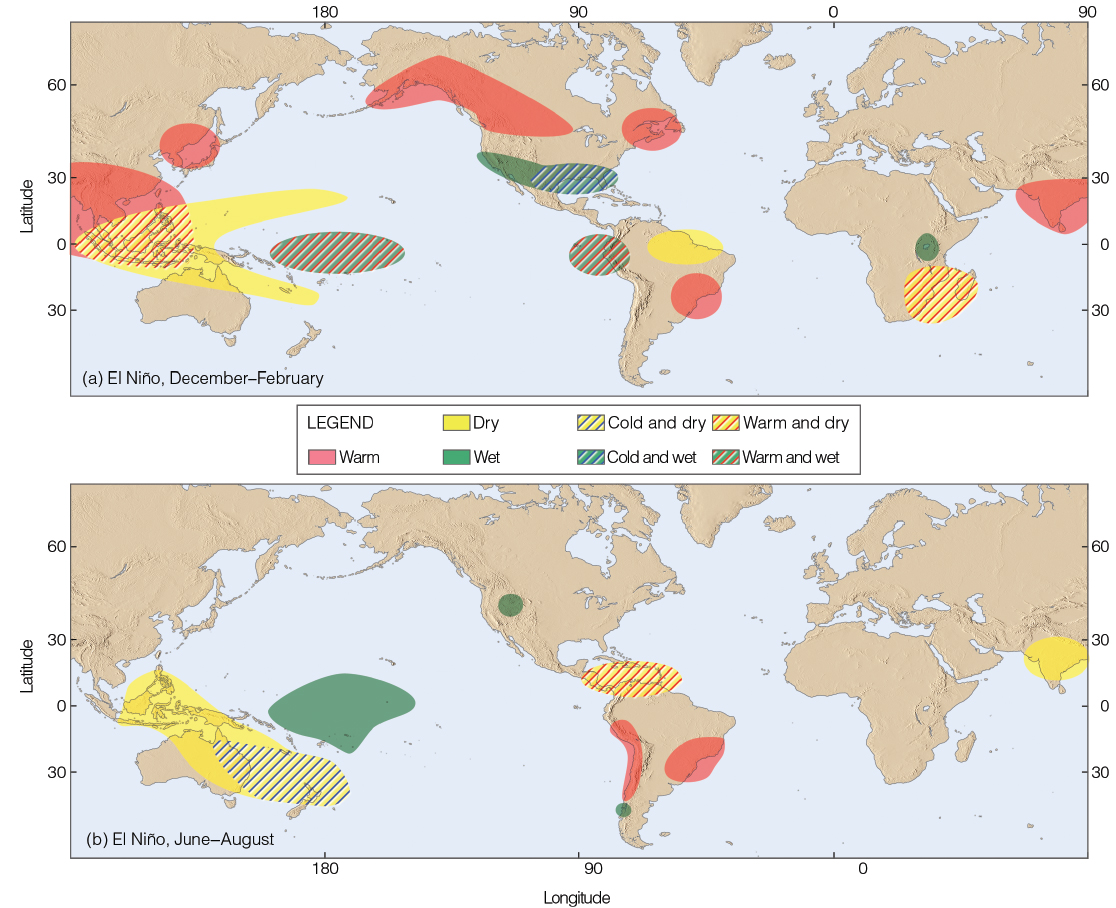 180 90 0 90
60 60
30 30
0 0
30 30
Latitude
(a) El Niño, December–February
LEGEND Dry Cold and dry Warm and dry
Warm Wet Cold and wet Warm and wet
60 60
30 30
0 0
30 30
Latitude
(b) El Niño, June–August
180 90 0
Longitude